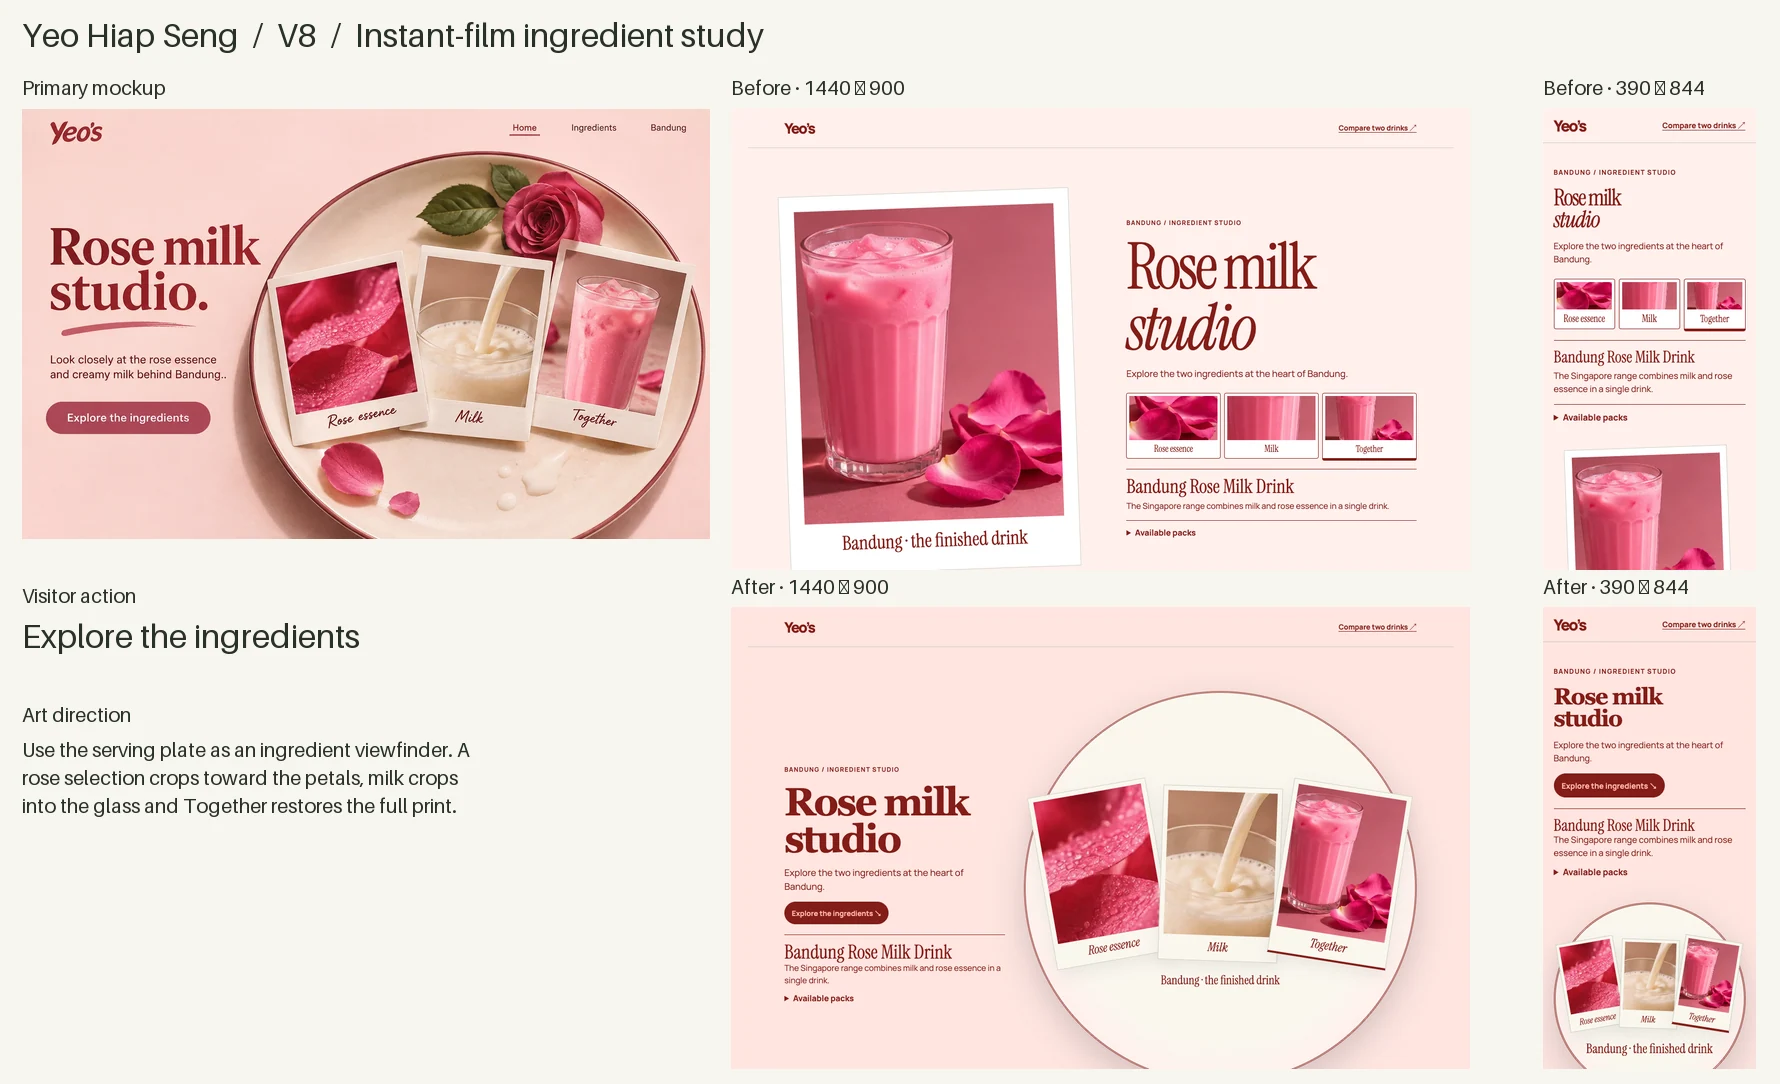 Yeo Hiap Seng / V8 / Instant-film ingredient study
Primary mockup
Yeo's
Home
Ingredients
Bandung
Rose milk
studio.
Look closely at the rose essence
and creamy milk behind Bandung..
Explore the ingredients
Rose essence
Milk
Together
Visitor action
Explore the ingredients
Art direction
Use the serving plate as an ingredient viewfinder. A
rose selection crops toward the petals, milk crops
into the glass and Together restores the full print.
Before · 1440 900
Yeo's
Compare two drinks ↗
Bandung · the finished drink
BANDUNG / INGREDIENT STUDIO
Rose milk
studio
Explore the two ingredients at the heart of Bandung.
Rose essence
Milk
Together
Bandung Rose Milk Drink
The Singapore range combines milk and rose essence in a single drink.
▶ Available packs
Before · 390 844
Yeo's
Compare two drinks ↗
BANDUNG / INGREDIENT STUDIO
Rose milk
studio
Explore the two ingredients at the heart of
Bandung.
Rose essence
Milk
Together
Bandung Rose Milk Drink
The Singapore range combines milk and rose
essence in a single drink.
▶ Available packs
After · 1440 900
Yeo's
Compare two drinks ↗
BANDUNG / INGREDIENT STUDIO
Rose milk
studio
Explore the two ingredients at the heart of
Bandung.
Explore the ingredients ↘
Bandung Rose Milk Drink
The Singapore range combines milk and rose essence in a
single drink.
▶ Available packs
Rose essence
Milk
Together
Bandung · the finished drink
After · 390 844
Yeo's
Compare two drinks ↗
BANDUNG / INGREDIENT STUDIO
Rose milk
studio
Explore the two ingredients at the heart of
Bandung.
Explore the ingredients ↘
Bandung Rose Milk Drink
The Singapore range combines milk and rose
essence in a single drink.
▶ Available packs
Rose essence
Milk
Together
Bandung · the finished drink